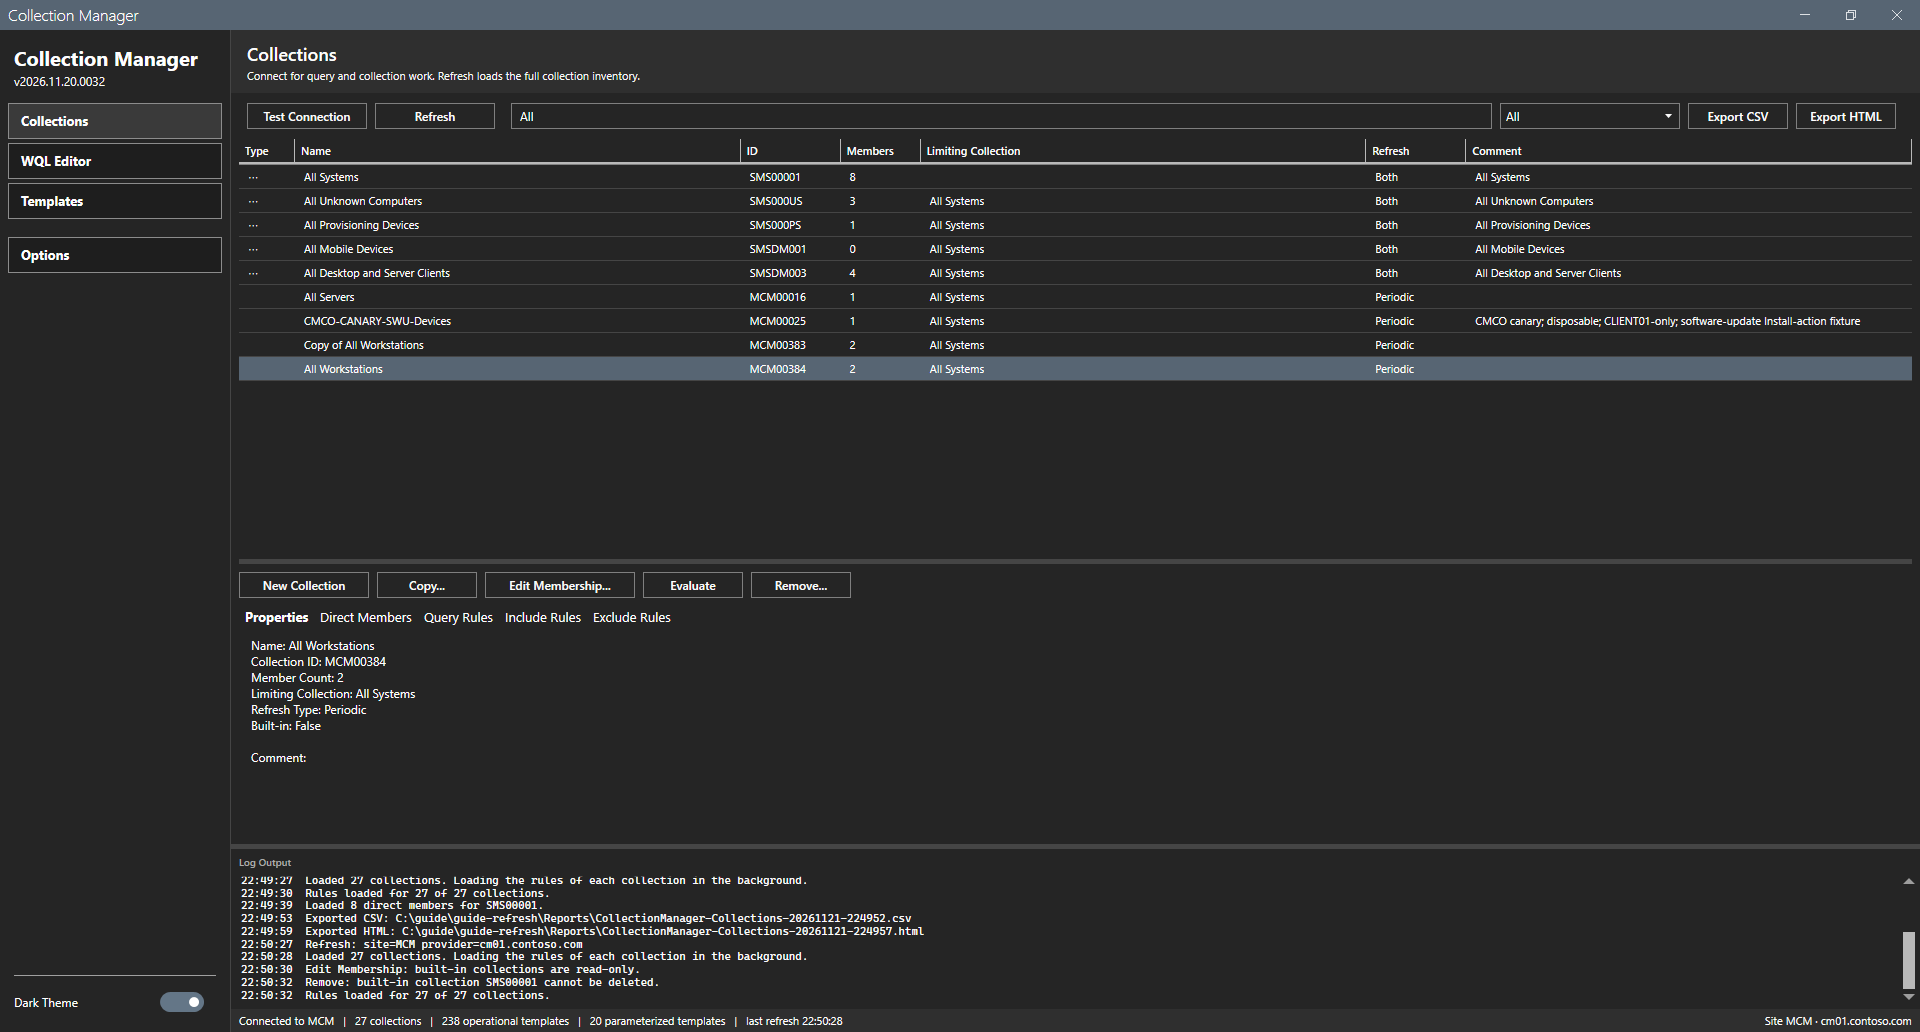 Collection Manager
Collection Manager
v2026.11.20.0032
Collections
WQL Editor
Templates
Options
Dark Theme
Collections
Connect for query and collection work. Refresh loads the full collection inventory.
Test Connection Refresh All All Export CSV Export HTML
Type Name ID Members Limiting Collection Refresh Comment
... All Systems SMS00001 8 Both All Systems
... All Unknown Computers SMS000US 3 All Systems Both All Unknown Computers
... All Provisioning Devices SMS000PS 1 All Systems Both All Provisioning Devices
... All Mobile Devices SMSDM001 0 All Systems Both All Mobile Devices
... All Desktop and Server Clients SMSDM003 4 All Systems Both All Desktop and Server Clients
All Servers MCM00016 1 All Systems Periodic
CMCO-CANARY-SWU-Devices MCM00025 1 All Systems Periodic CMCO canary; disposable; CLIENT01-only; software-update Install-action fixture
Copy of All Workstations MCM00383 2 All Systems Periodic
All Workstations MCM00384 2 All Systems Periodic
New Collection Copy... Edit Membership... Evaluate Remove...
Properties Direct Members Query Rules Include Rules Exclude Rules
Name: All Workstations
Collection ID: MCM00384
Member Count: 2
Limiting Collection: All Systems
Refresh Type: Periodic
Built-in: False
Comment:
Log Output
22:49:27 Loaded 27 collections. Loading the rules of each collection in the background.
22:49:30 Rules loaded for 27 of 27 collections.
22:49:39 Loaded 8 direct members for SMS00001.
22:49:53 Exported CSV: C:\guide\guide-refresh\Reports\CollectionManager-Collections-20261121-224952.csv
22:49:59 Exported HTML: C:\guide\guide-refresh\Reports\CollectionManager-Collections-20261121-224957.html
22:50:27 Refresh: site=MCM provider=cm01.contoso.com
22:50:28 Loaded 27 collections. Loading the rules of each collection in the background.
22:50:30 Edit Membership: built-in collections are read-only.
22:50:32 Remove: built-in collection SMS00001 cannot be deleted.
22:50:32 Rules loaded for 27 of 27 collections.
Connected to MCM | 27 collections | 238 operational templates | 20 parameterized templates | last refresh 22:50:28
Site MCM · cm01.contoso.com